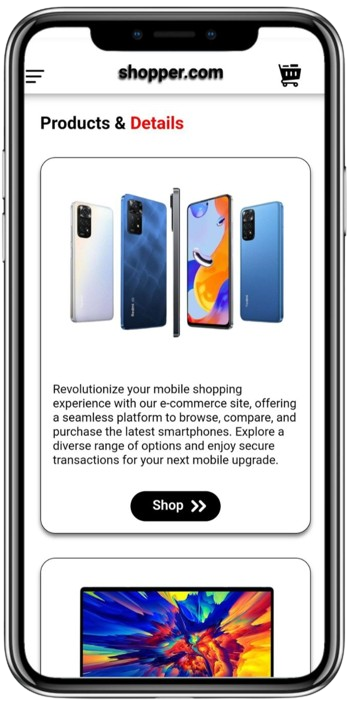 shopper.com
Products & Details
Revolutionize your mobile shopping
experience with our e-commerce site, offering
a seamless platform to browse, compare, and
purchase the latest smartphones. Explore a
diverse range of options and enjoy secure
transactions for your next mobile upgrade.
Shop